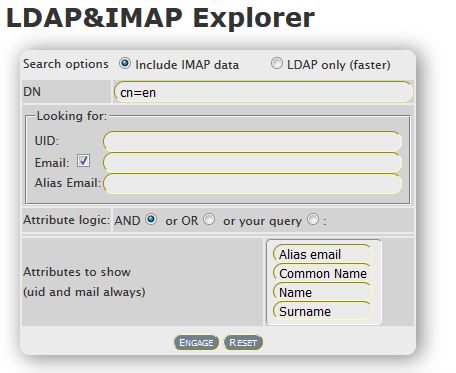 LDAP&IMAP Explorer
Search options Include IMAP data LDAP only (faster)
DN cn=en
Looking for:
UID:
Email:
Alias Email:
Attribute logic: AND or OR or your query :
Attributes to show
(uid and mail always)
Alias email
Common Name
Name
Surname
ENGAGE RESET